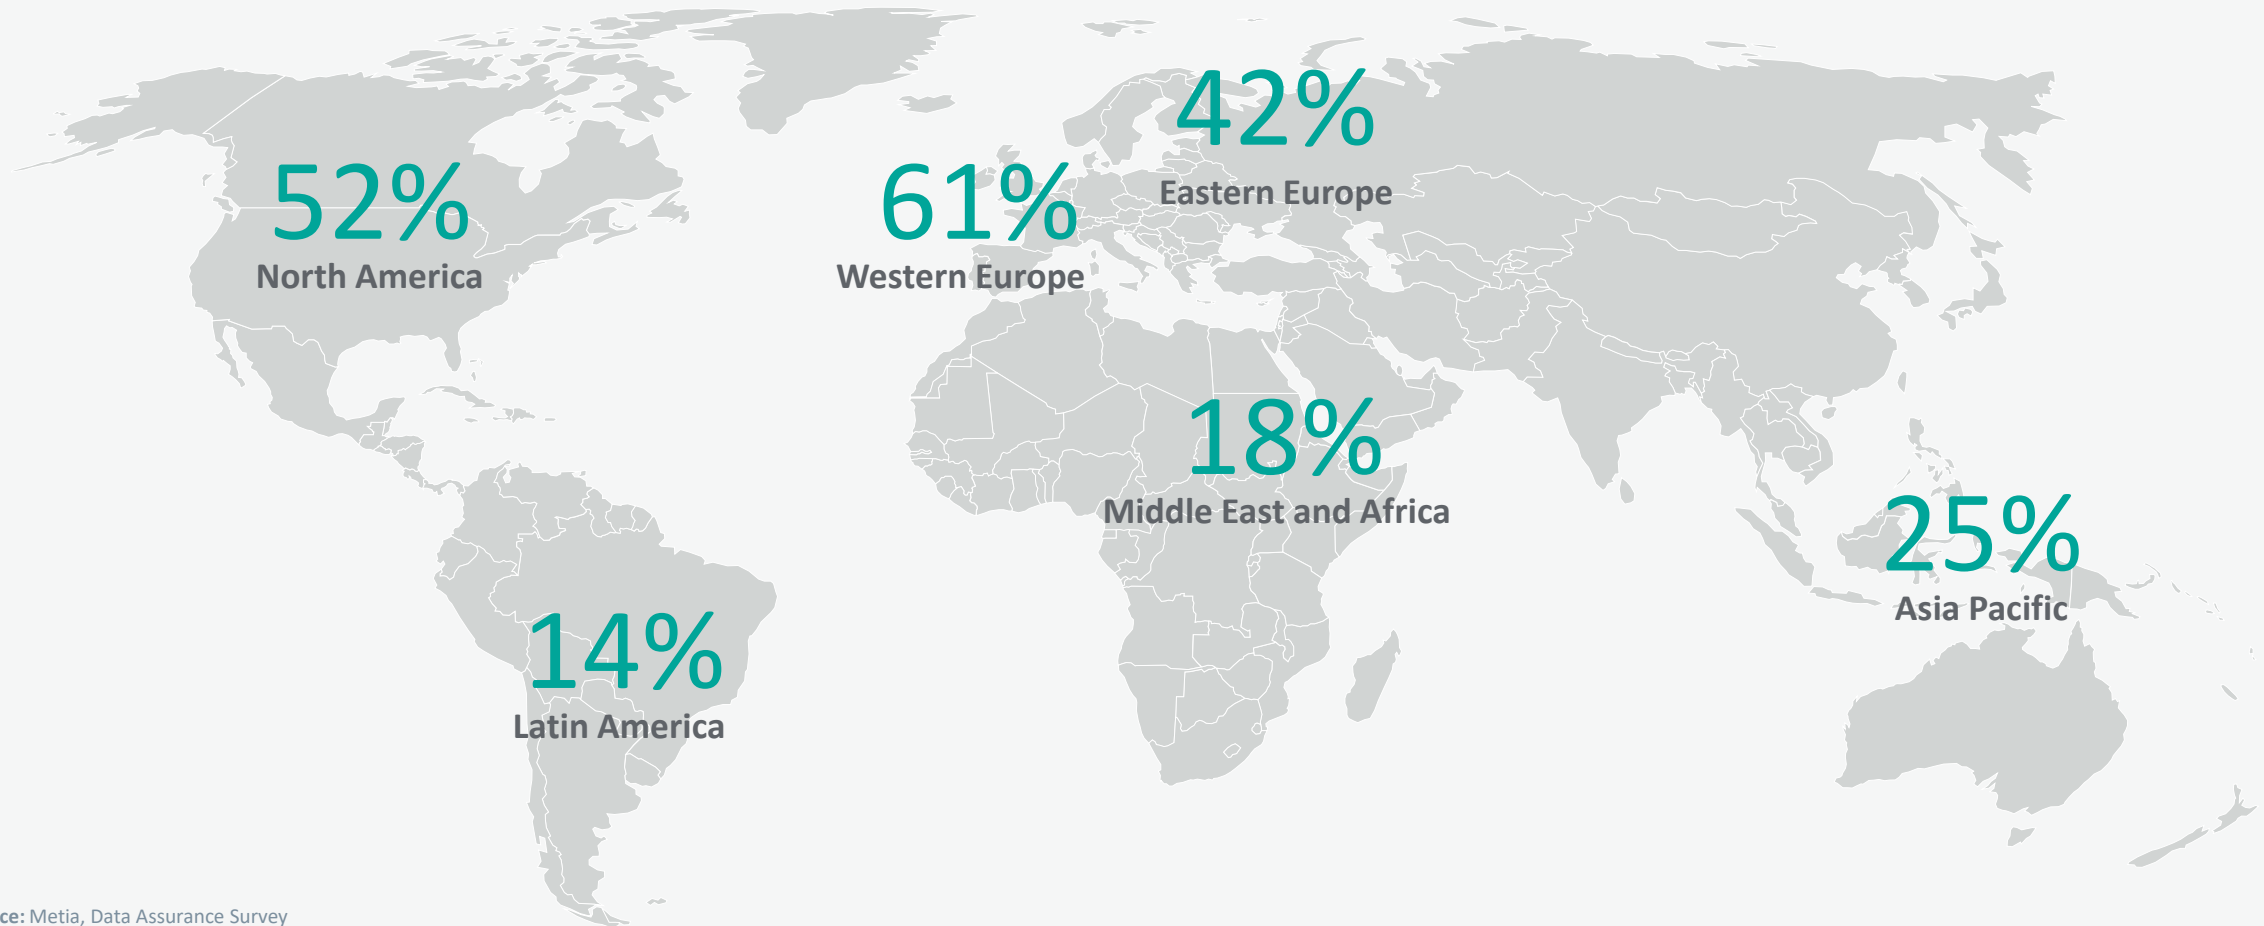 42%
Eastern Europe
52%
North America
61%
Western Europe
18%
Middle East and Africa
25%
Asia Pacific
14%
Latin America
ce: Metia, Data Assurance Survey